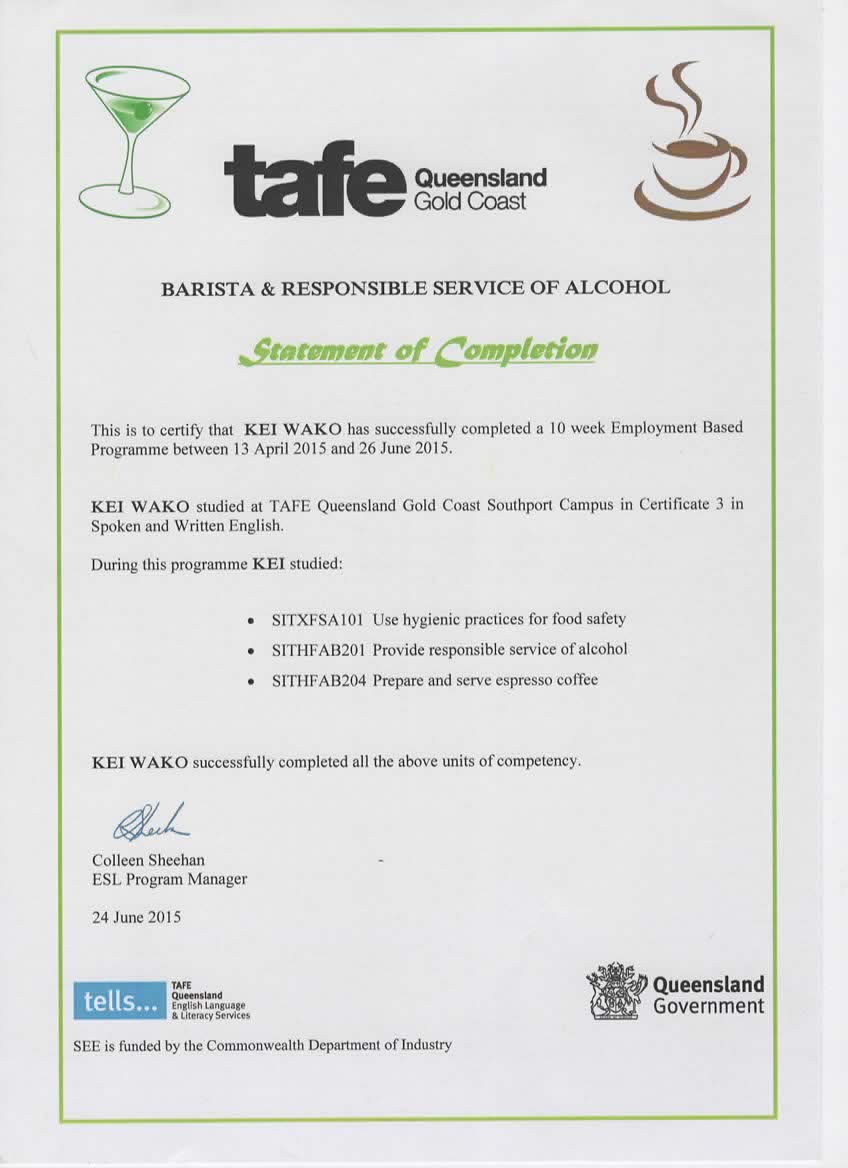 tafe Queensland
Gold Coast
BARISTA & RESPONSIBLE SERVICE OF ALCOHOL
Statement of Completion
This is to certify that KEI WAKO has successfully completed a 10 week Employment Based
Programme between 13 April 2015 and 26 June 2015.
KEI WAKO studied at TAFE Queensland Gold Coast Southport Campus in Certificate 3 in
Spoken and Written English.
During this programme KEI studied:
• SITXFSA101 Use hygienic practices for food safety
• SITHFAB201 Provide responsible service of alcohol
• SITHFAB204 Prepare and serve espresso coffee
KEI WAKO successfully completed all the above units of competency.
Colleen Sheehan
ESL Program Manager
24 June 2015
tells...
TAFE
Queensland
English Language
& Literacy Services
Queensland
Government
SEE is funded by the Commonwealth Department of Industry